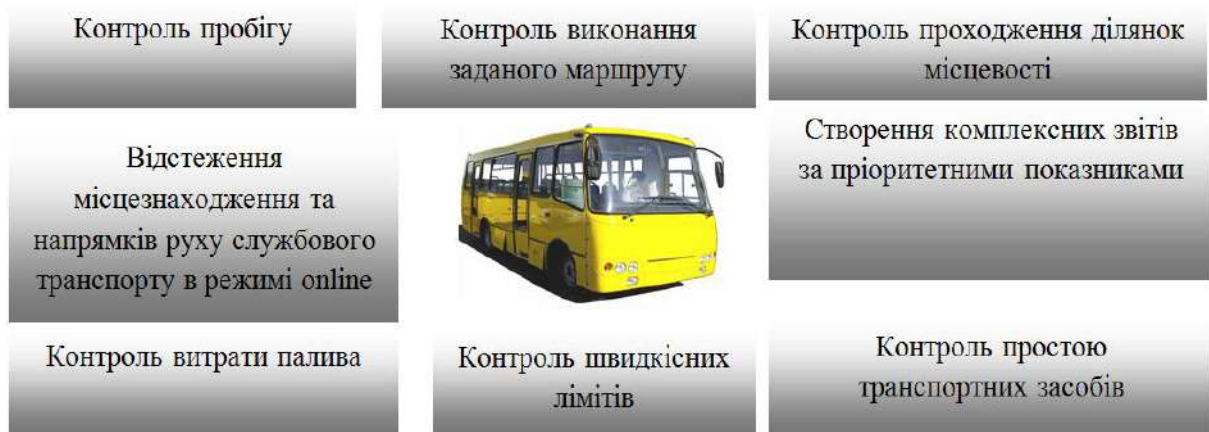 Контроль пробігу
Контроль виконання
заданого маршруту
Контроль проходження ділянок
місцевості
Відстеження
місцезнаходження та
напрямків руху службового
транспорту в режимі online
Створення комплексних звітів
за пріоритетними показниками
Контроль витрати палива
Контроль швидкісних
лімітів
Контроль простою
транспортних засобів